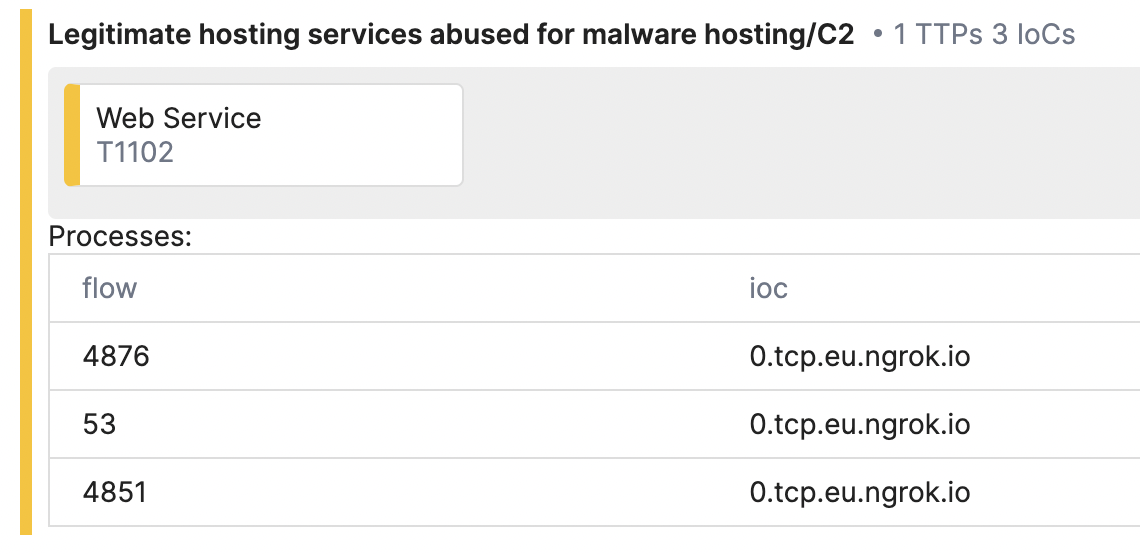 Legitimate hosting services abused for malware hosting/C2 • 1 TTPs 3 IoCs
Web Service
T1102
Processes:
flow ioc
4876 0.tcp.eu.ngrok.io
53 0.tcp.eu.ngrok.io
4851 0.tcp.eu.ngrok.io